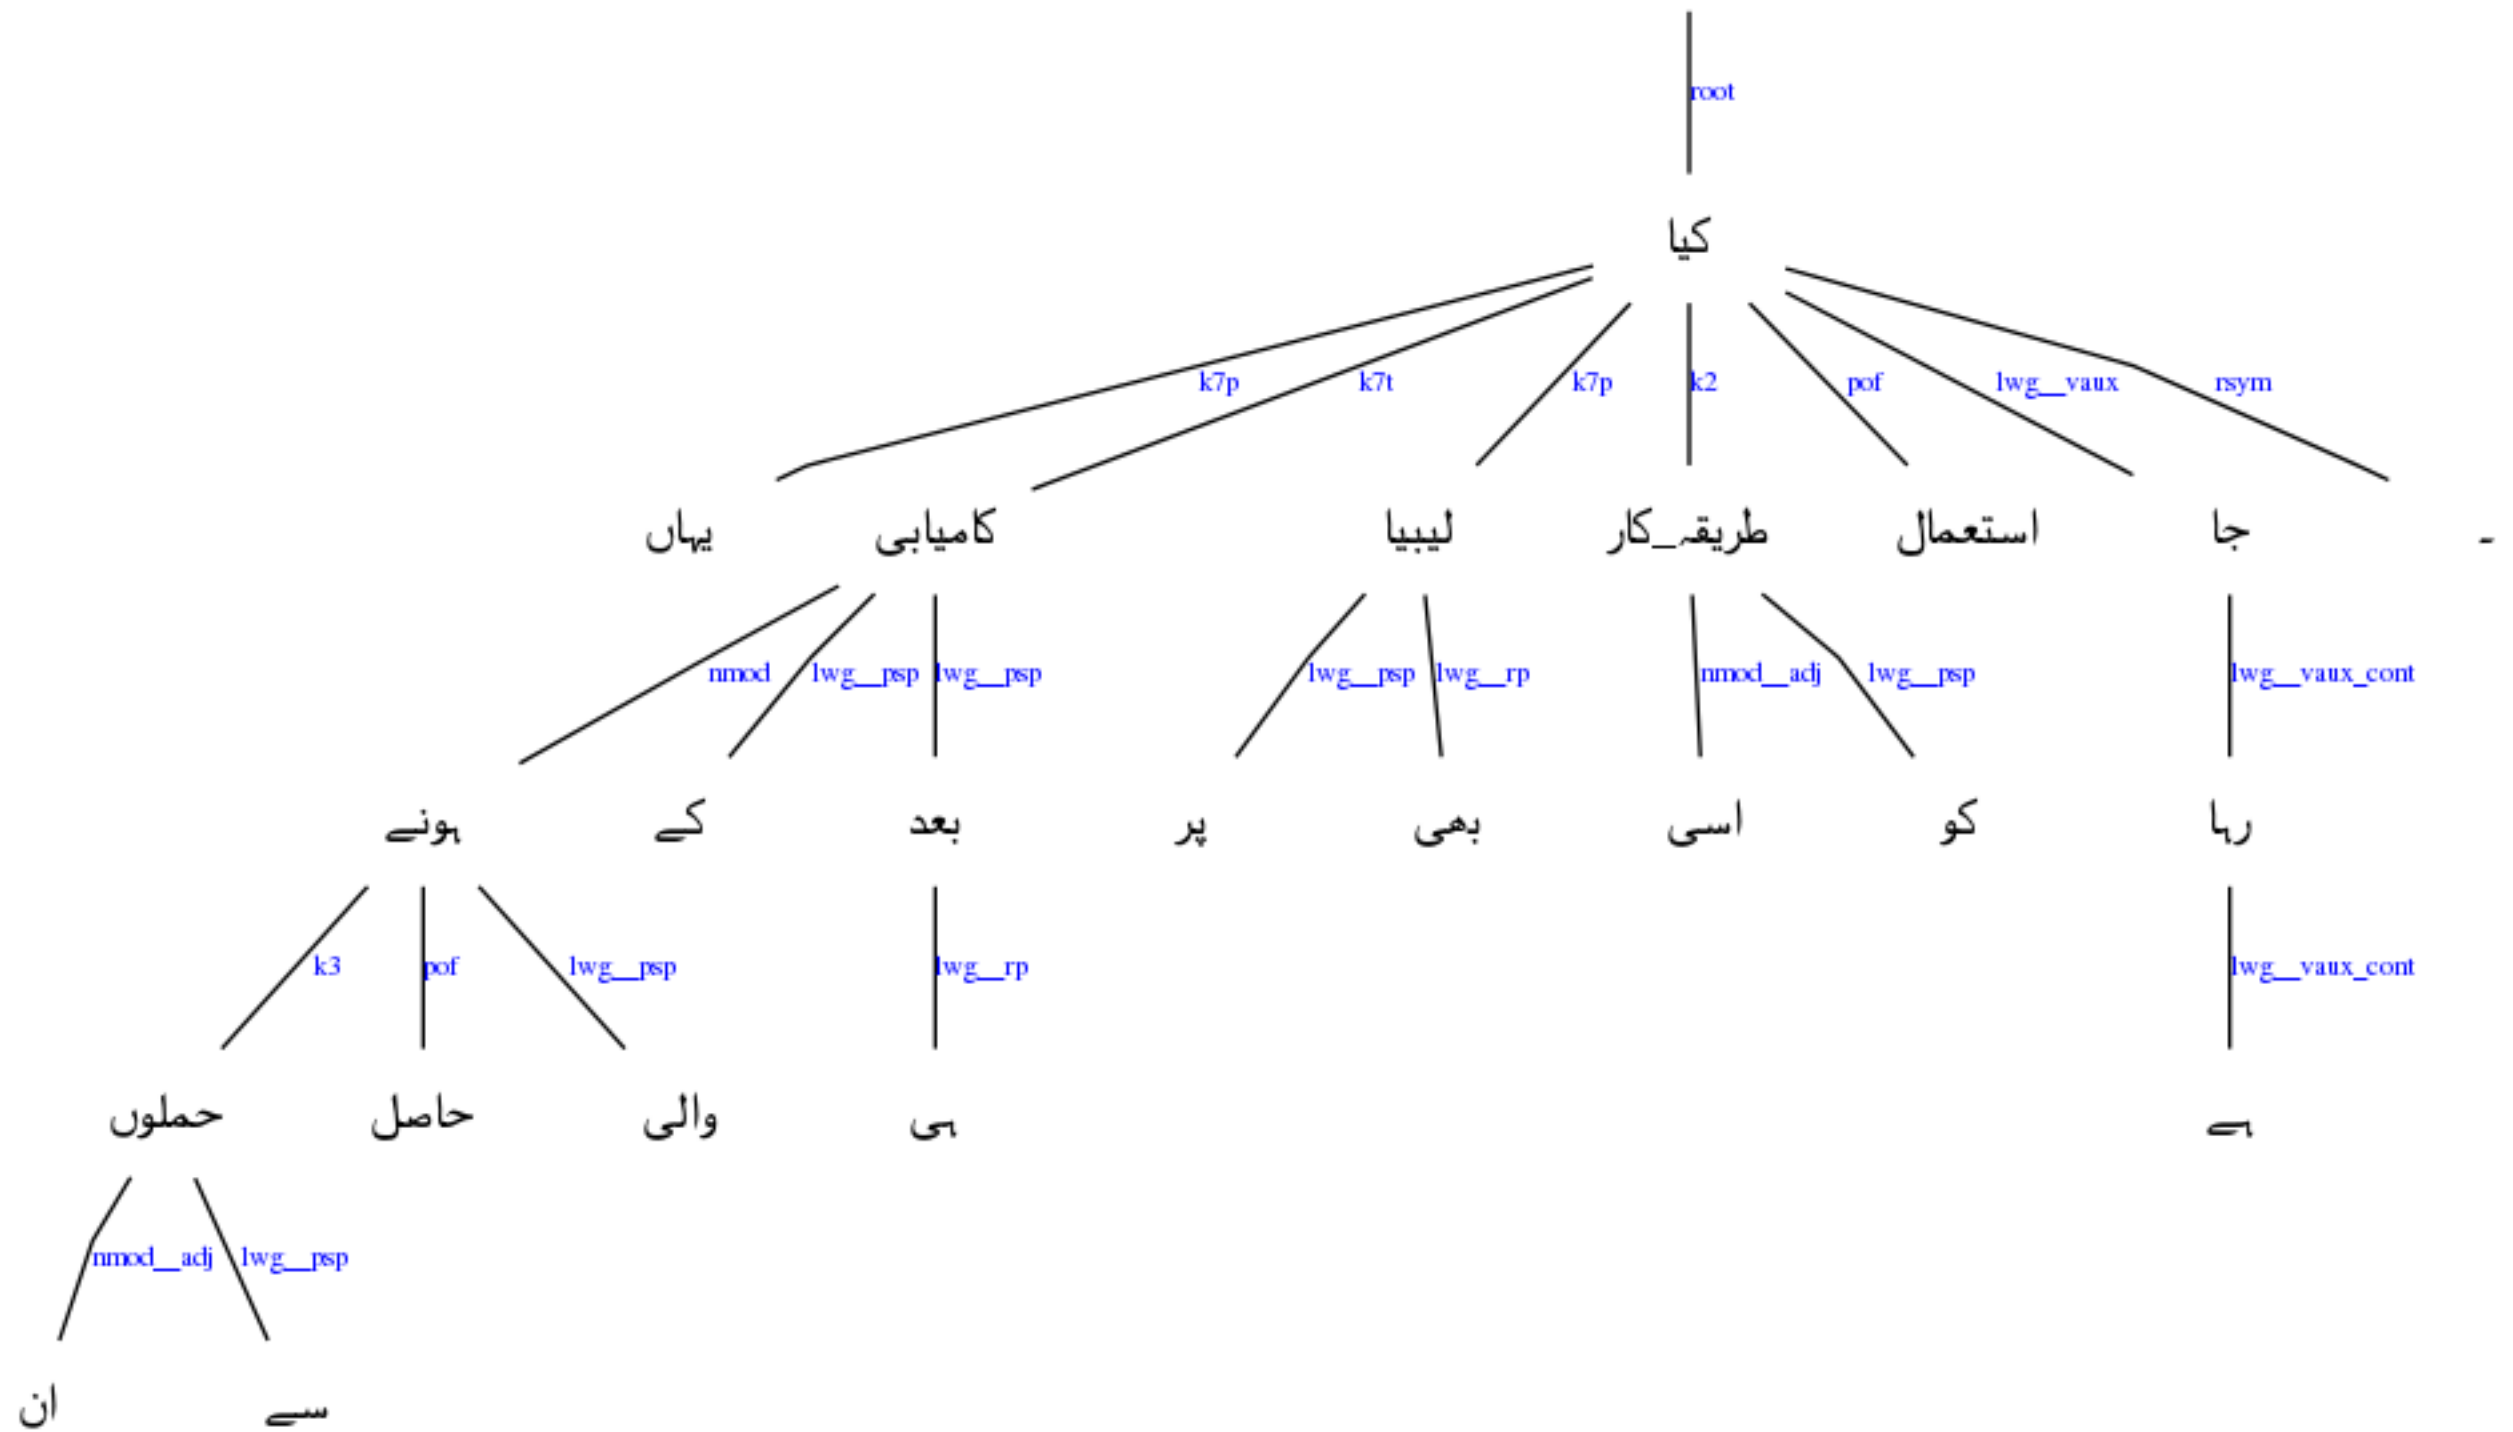 root
کیا
k7p k7t k7p k2 pof lwg__vaux rsym
یہاں کامیابی لیبیا طریقہ_کار استعمال جا ۔
nmod lwg__psp lwg__psp lwg__psp lwg__rp nmod__adj lwg__psp lwg__vaux_cont
ہونے کے بعد پر بھی اسی کو رہا
k3 pof lwg__psp lwg__rp lwg__vaux_cont
حملوں حاصل والی ہی ہے
nmod__adj lwg__psp
ان سے